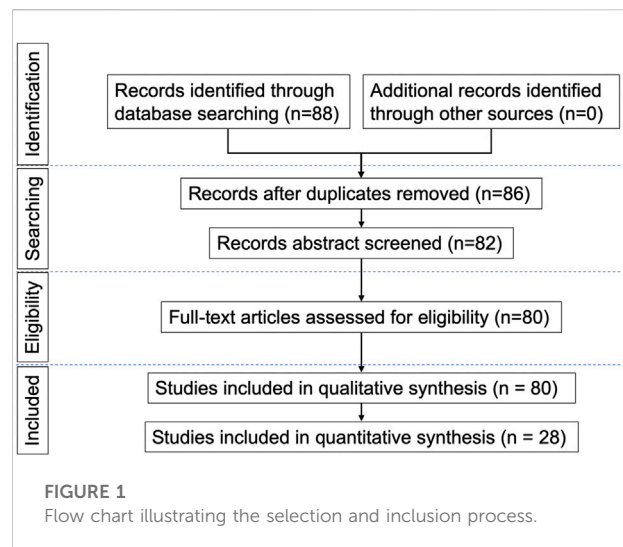 Identification
Records identified through
database searching (n=88)
Additional records identified
through other sources (n=0)
Searching
Records after duplicates removed (n=86)
Records abstract screened (n=82)
Eligibility
Full-text articles assessed for eligibility (n=80)
Included
Studies included in qualitative synthesis (n = 80)
Studies included in quantitative synthesis (n = 28)
FIGURE 1
Flow chart illustrating the selection and inclusion process.